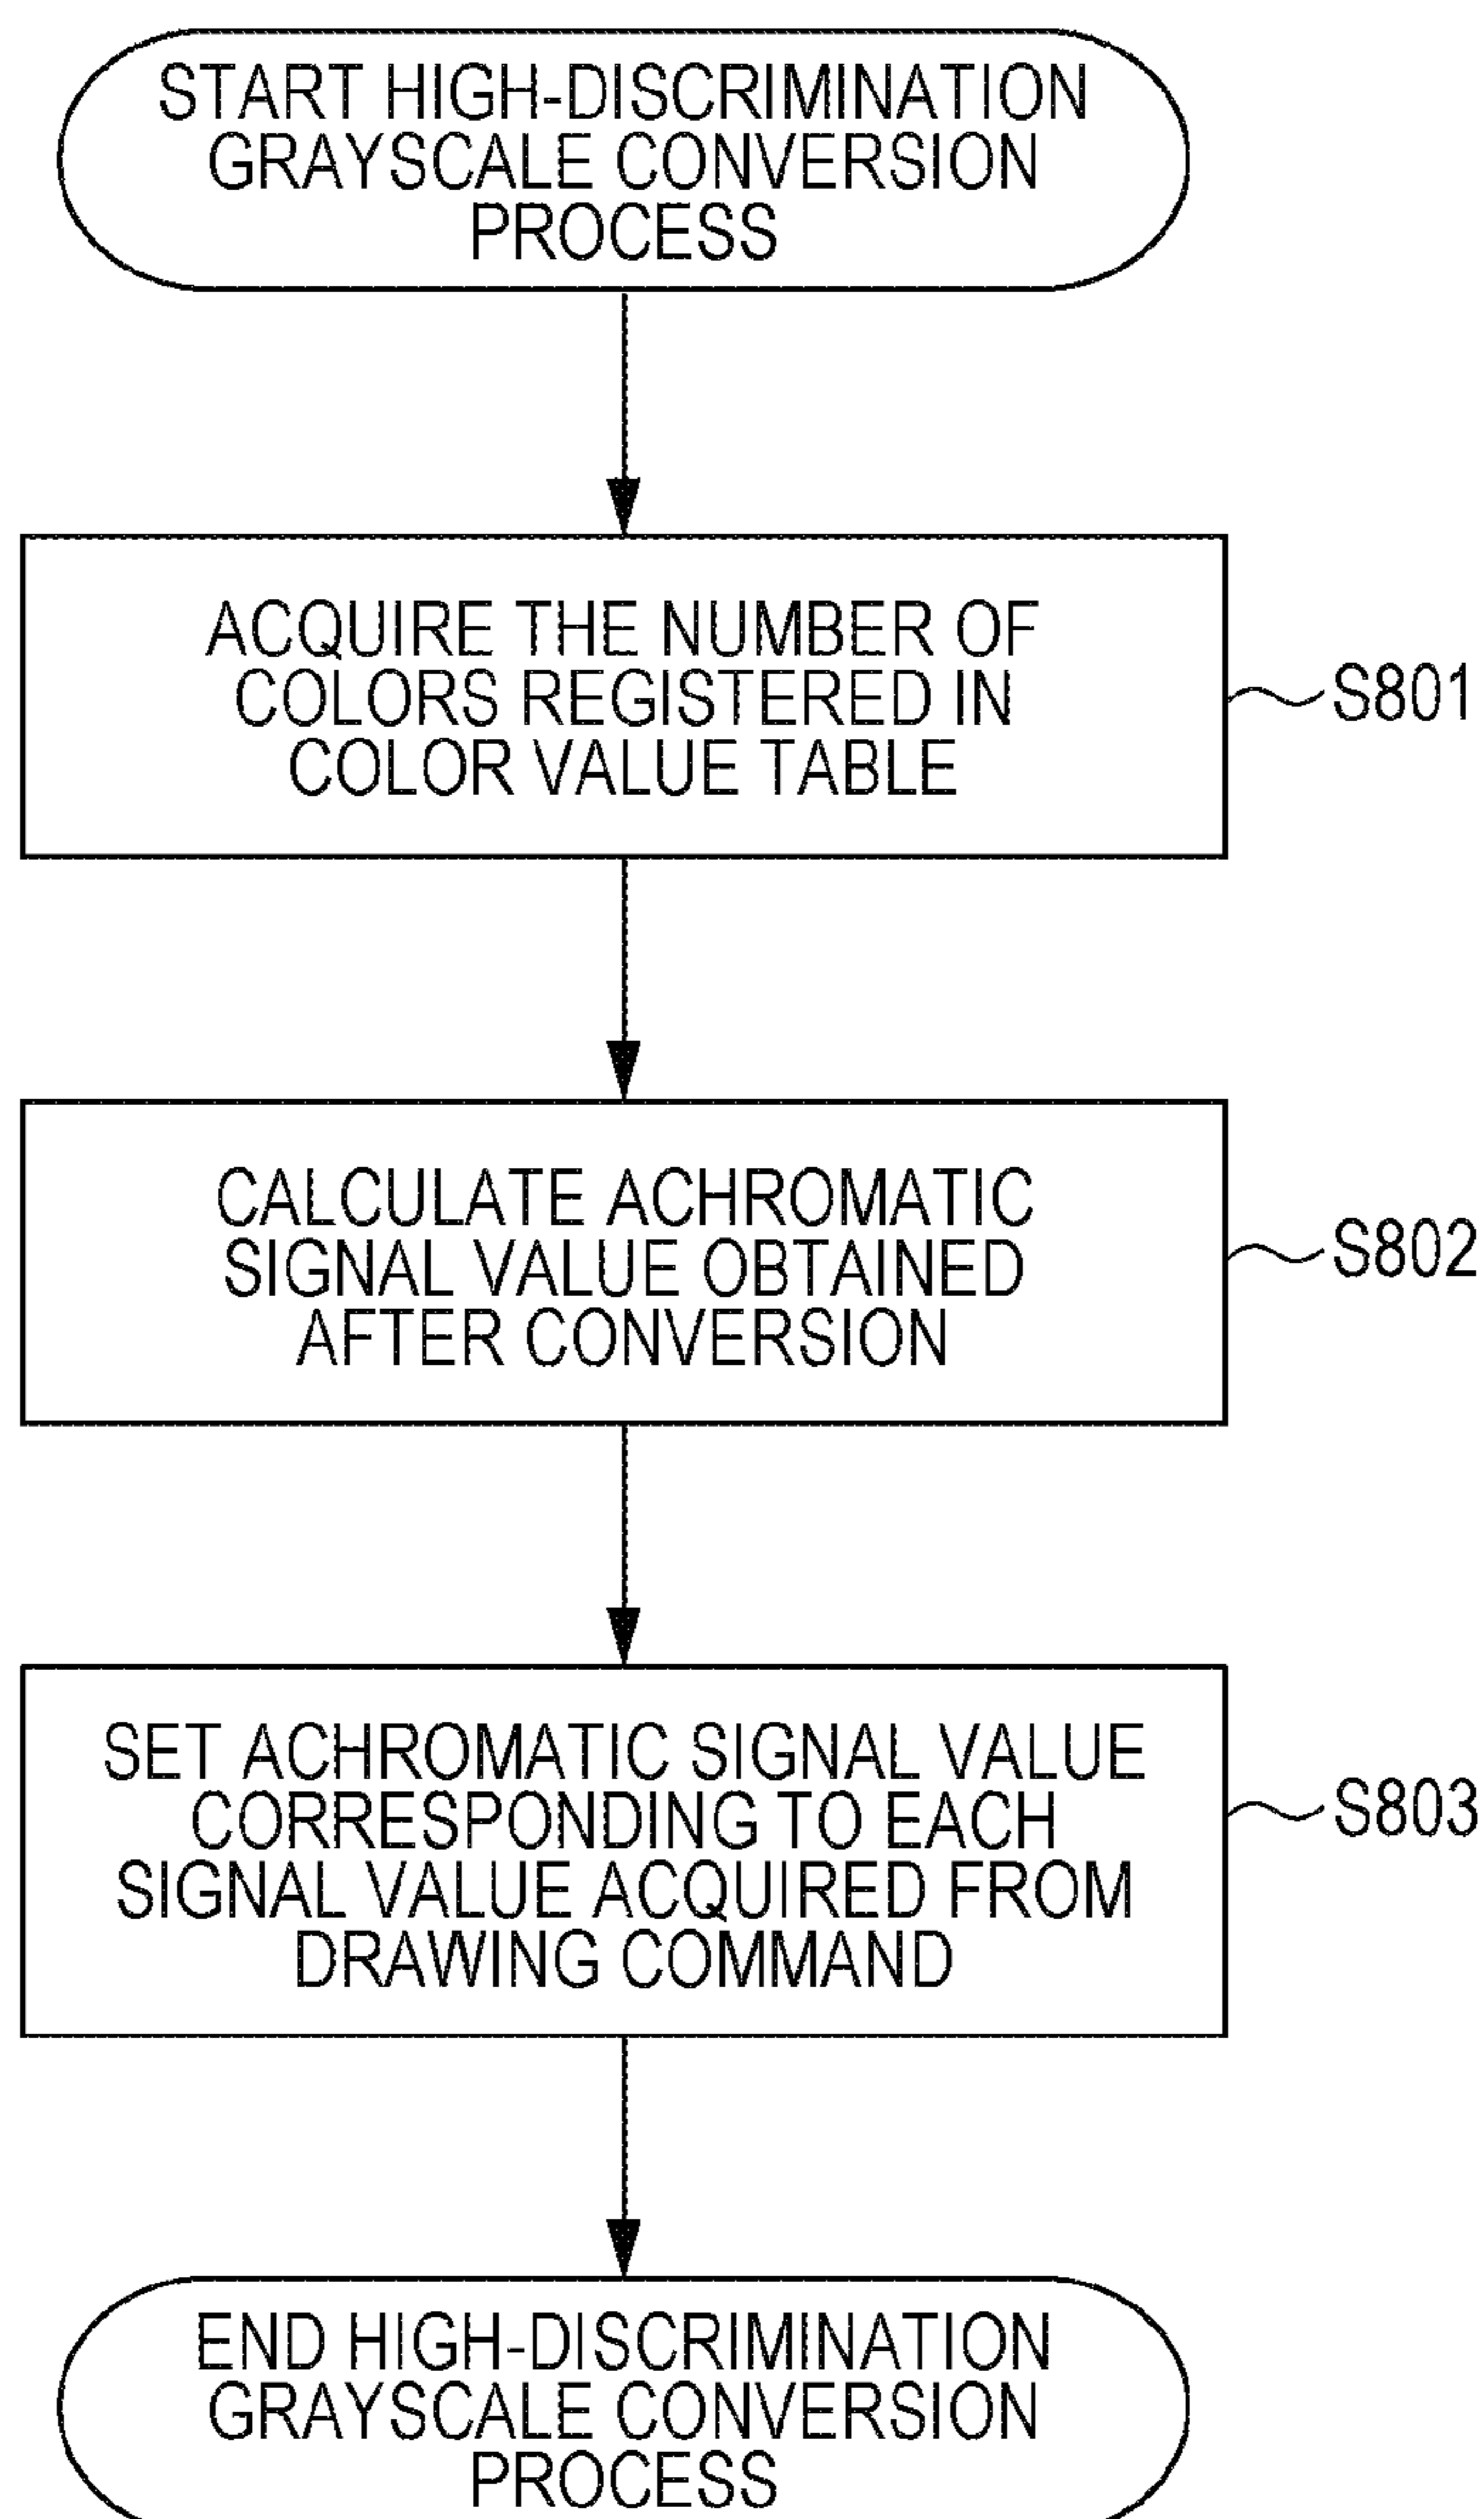 START HIGH-DISCRIMINATION
GRAYSCALE CONVERSION
PROCESS
ACQUIRE THE NUMBER OF
COLORS REGISTERED IN
COLOR VALUE TABLE
S801
CALCULATE ACHROMATIC
SIGNAL VALUE OBTAINED
AFTER CONVERSION
S802
SET ACHROMATIC SIGNAL VALUE
CORRESPONDING TO EACH
SIGNAL VALUE ACQUIRED FROM
DRAWING COMMAND
S803
END HIGH-DISCRIMINATION
GRAYSCALE CONVERSION
PROCESS